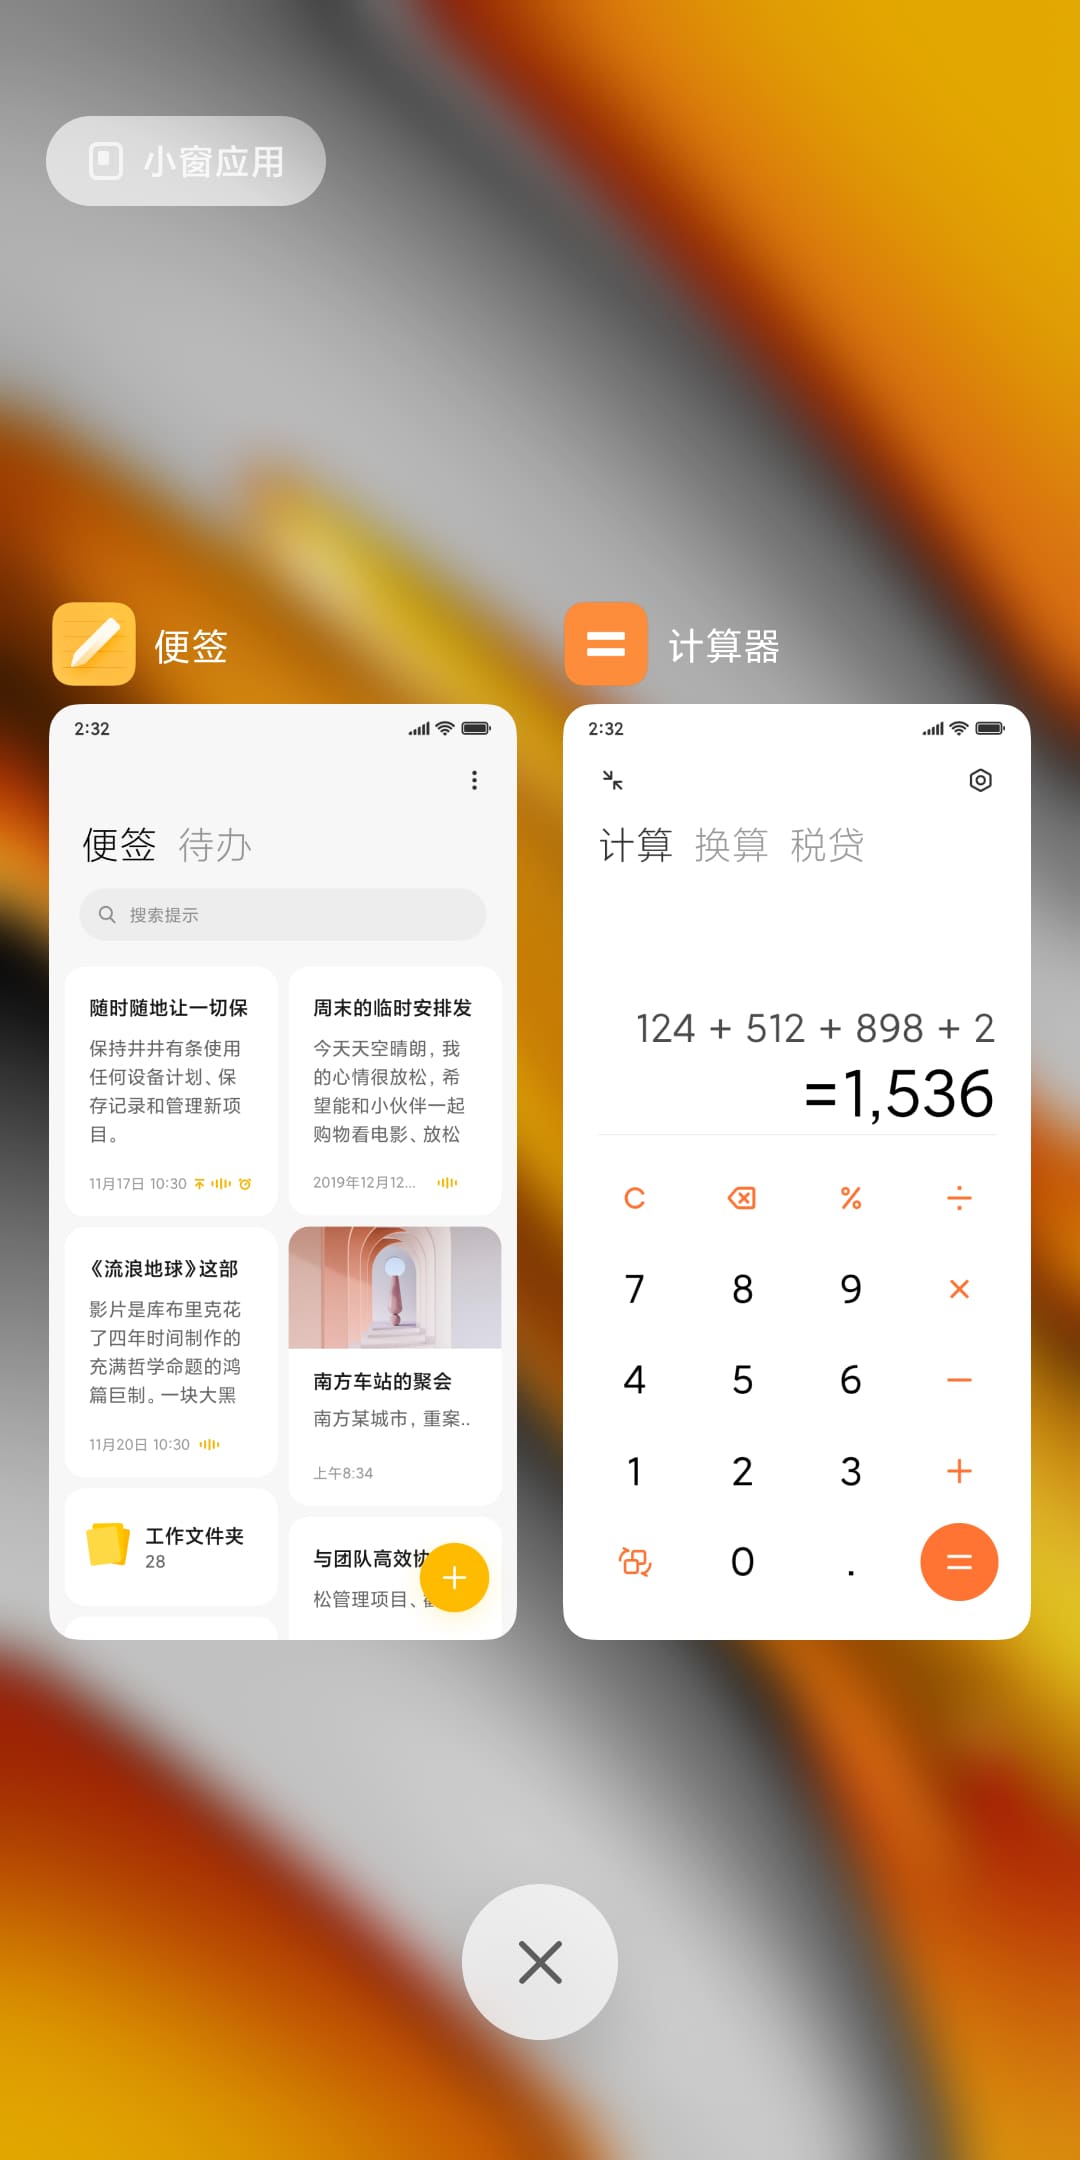 小窗应用
便签
2:32
便签 待办
搜索提示
随时随地让一切保
保持井井有条使用
任何设备计划、保
存记录和管理新项
目。
11月17日 10:30
周末的临时安排发
今天天空晴朗，我
的心情很放松，希
望能和小伙伴一起
购物看电影、放松
2019年12月12...
《流浪地球》这部
影片是库布里克花
了四年时间制作的
充满哲学命题的鸿
篇巨制。一块大黑
11月20日 10:30
南方车站的聚会
南方某城市，重案..
上午8:34
工作文件夹
28
与团队高效协
松管理项目、
计算器
2:32
计算 换算 税贷
124 + 512 + 898 + 2
=1,536
C % ÷
7 8 9 ×
4 5 6 −
1 2 3 +
0 . =